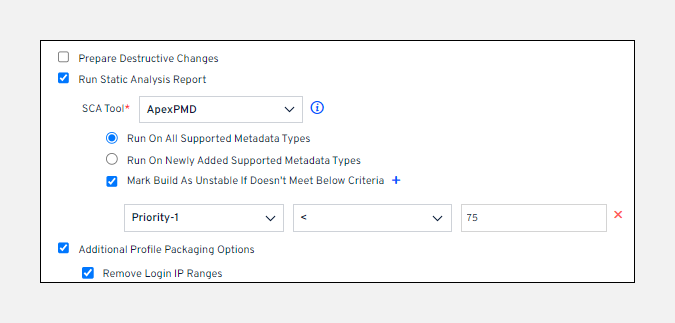 Prepare Destructive Changes
Run Static Analysis Report
SCA Tool* ApexPMD
Run On All Supported Metadata Types
Run On Newly Added Supported Metadata Types
Mark Build As Unstable If Doesn't Meet Below Criteria +
Priority-1 < 75
Additional Profile Packaging Options
Remove Login IP Ranges